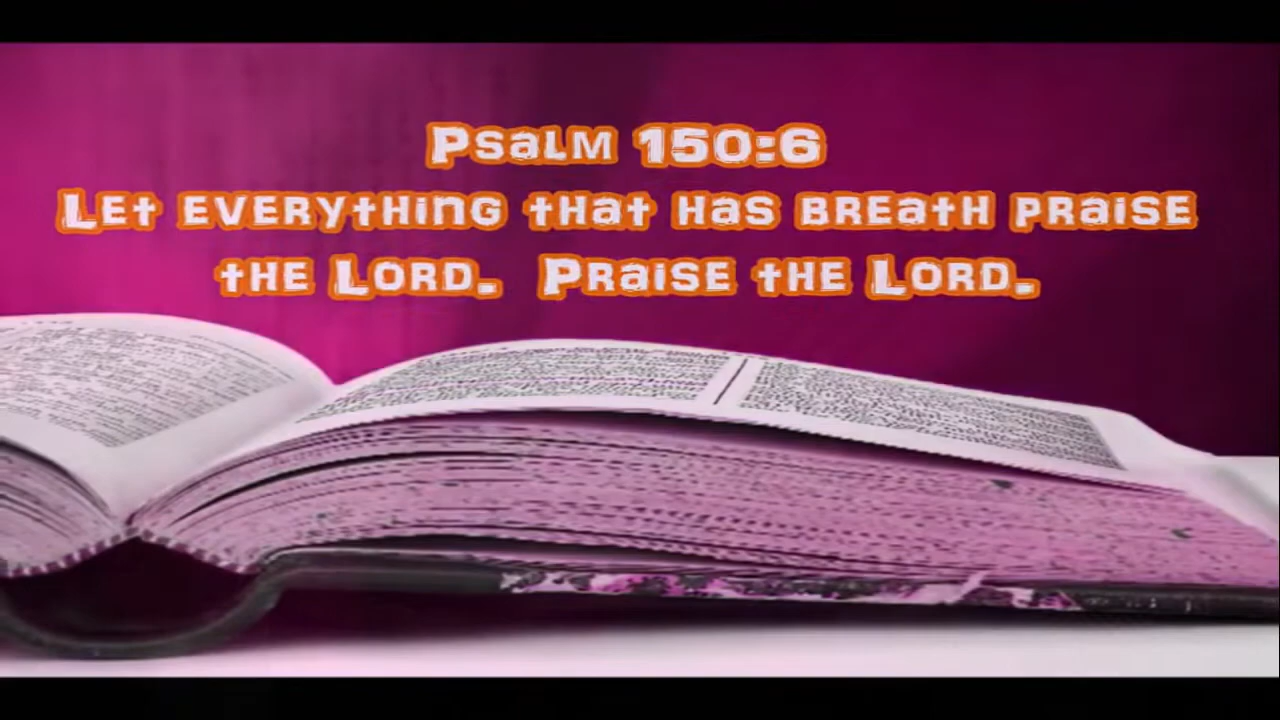 Psalm 150:6
Let everything that has breath praise
the Lord.  Praise the Lord.